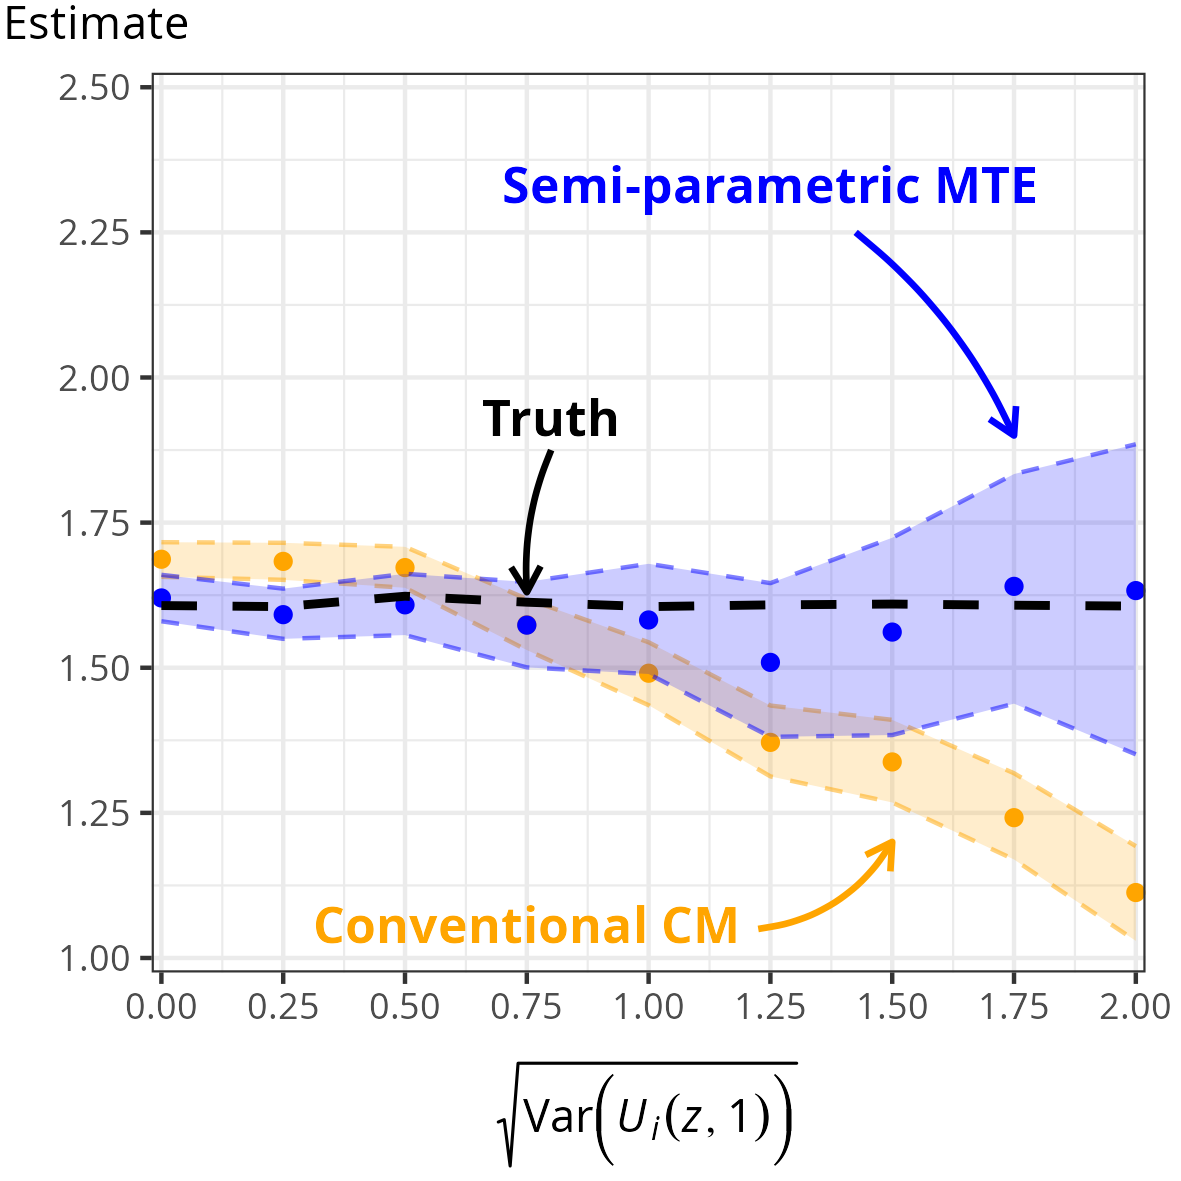 Estimate
2.50
Semi-parametric MTE
2.25
2.00
Truth
1.75
1.50
1.25
Conventional CM
1.00
0.00 0.25 0.50 0.75 1.00 1.25 1.50 1.75 2.00
√Var(Uᵢ(z, 1))